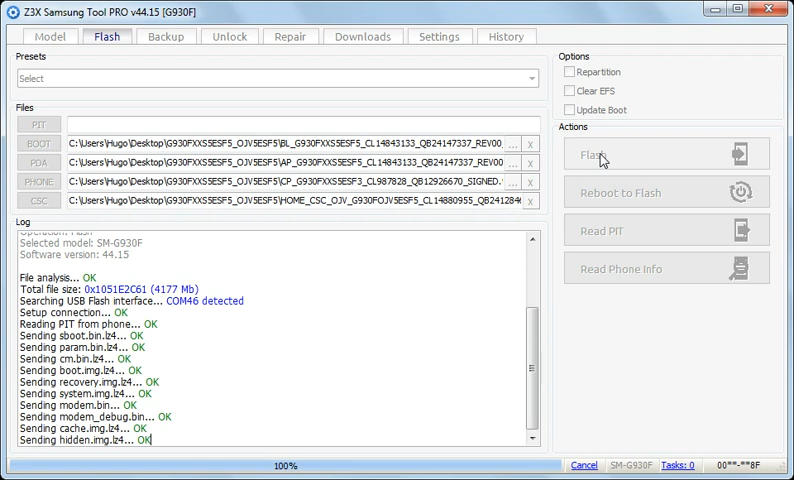 Z3X Samsung Tool PRO v44.15 [G930F]
Model Flash Backup Unlock Repair Downloads Settings History
Presets
Select
Files
PIT
BOOT C:\Users\Hugo\Desktop\G930FXXS5ESF5_OJV5ESF5\BL_G930FXXS5ESF5_CL14843133_QB24147337_REV00_ ... x
PDA C:\Users\Hugo\Desktop\G930FXXS5ESF5_OJV5ESF5\AP_G930FXXS5ESF5_CL14843133_QB24147337_REV00 ... x
PHONE C:\Users\Hugo\Desktop\G930FXXS5ESF5_OJV5ESF5\CP_G930FXXS5ESF3_CL987828_QB12926670_SIGNED. ... x
CSC C:\Users\Hugo\Desktop\G930FXXS5ESF5_OJV5ESF5\HOME_CSC_OJV_G930FOJV5ESF5_CL14880955_QB241284 x
Log
Operation: Flash
Selected model: SM-G930F
Software version: 44.15
File analysis... OK
Total file size: 0x1051E2C61 (4177 Mb)
Searching USB Flash interface... COM46 detected
Setup connection... OK
Reading PIT from phone... OK
Sending sboot.bin.lz4... OK
Sending param.bin.lz4... OK
Sending cm.bin.lz4... OK
Sending boot.img.lz4... OK
Sending recovery.img.lz4... OK
Sending system.img.lz4... OK
Sending modem.bin... OK
Sending modem_debug.bin... OK
Sending cache.img.lz4... OK
Sending hidden.img.lz4... OK
Options
Repartition
Clear EFS
Update Boot
Actions
Flash
Reboot to Flash
Read PIT
Read Phone Info
100% Cancel SM-G930F Tasks: 0 00**-**8F